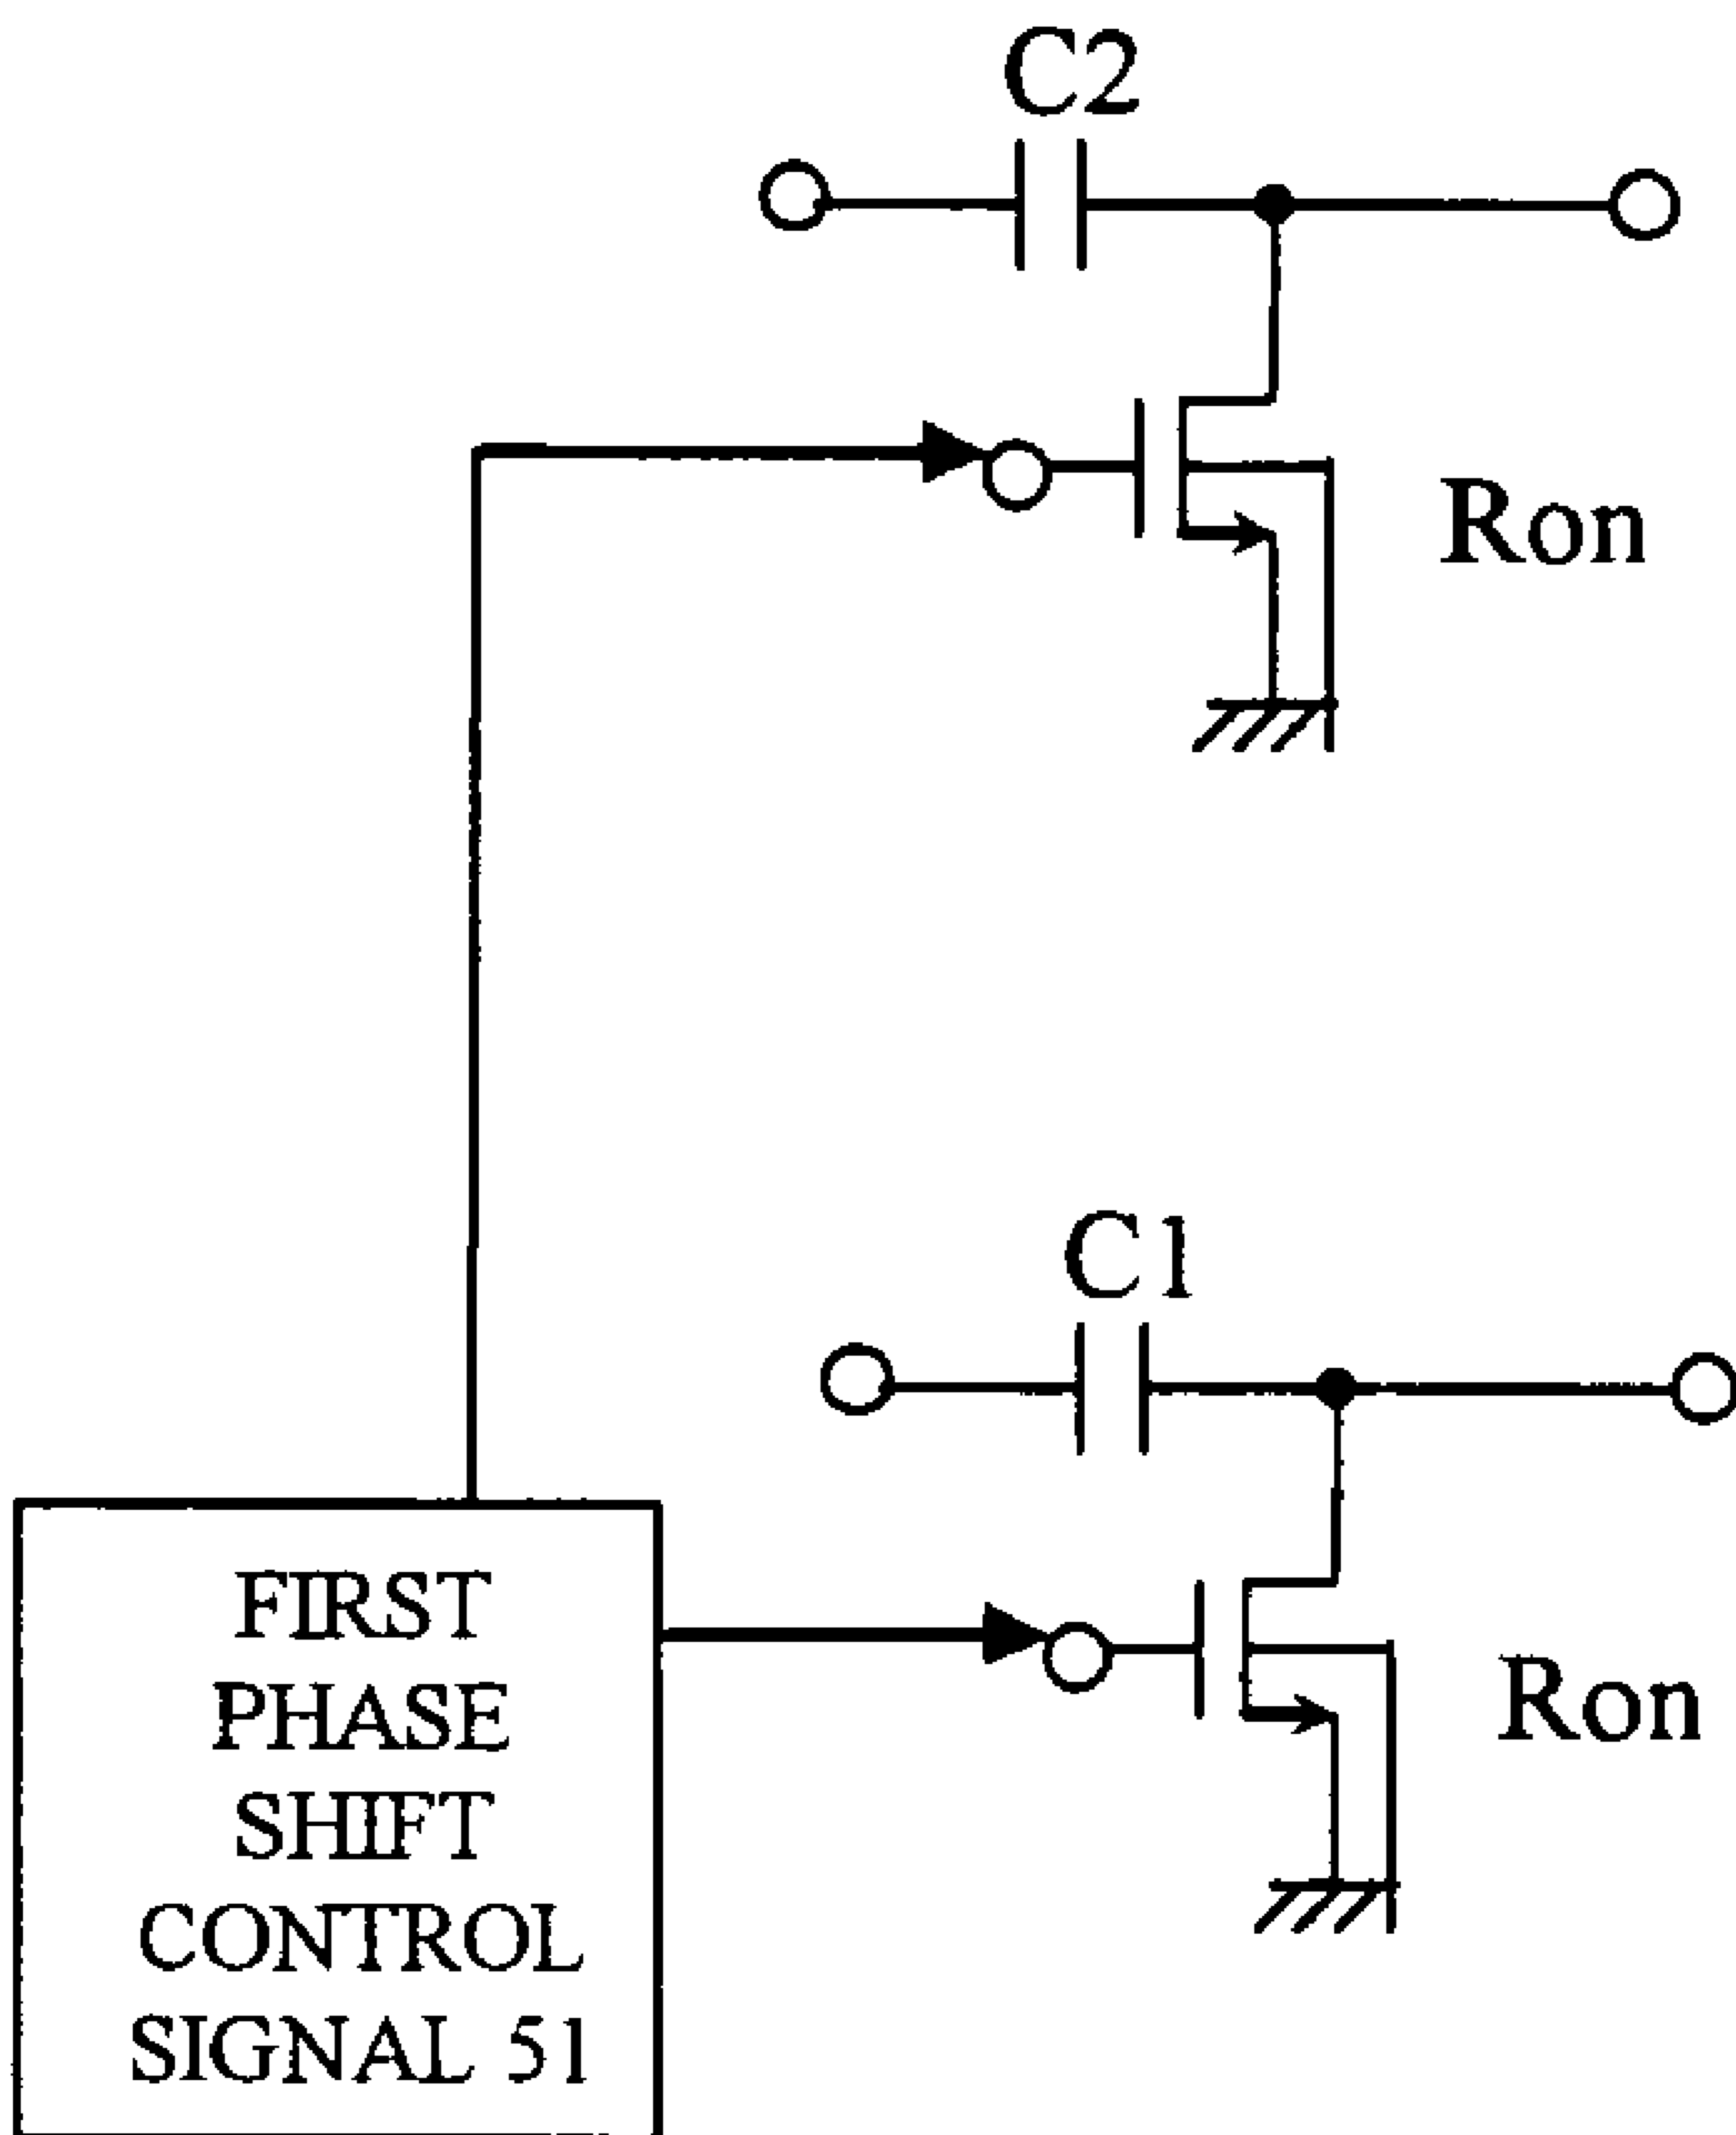 C2
Ron
C1
Ron
FIRST
PHASE
SHIFT
CONTROL
SIGNAL 51